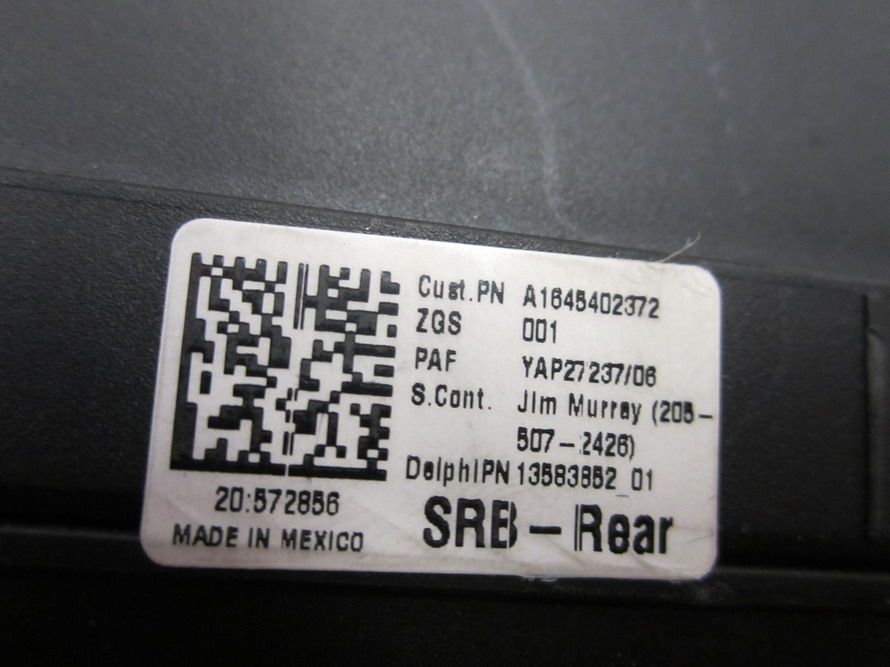 Cust.PN A1645402372
ZGS 001
PAF YAP27237/06
S.Cont. Jim Murray (205-
507-2426)
DelphiPN 13583852_01
20:572856
MADE IN MEXICO
SRB-Rear